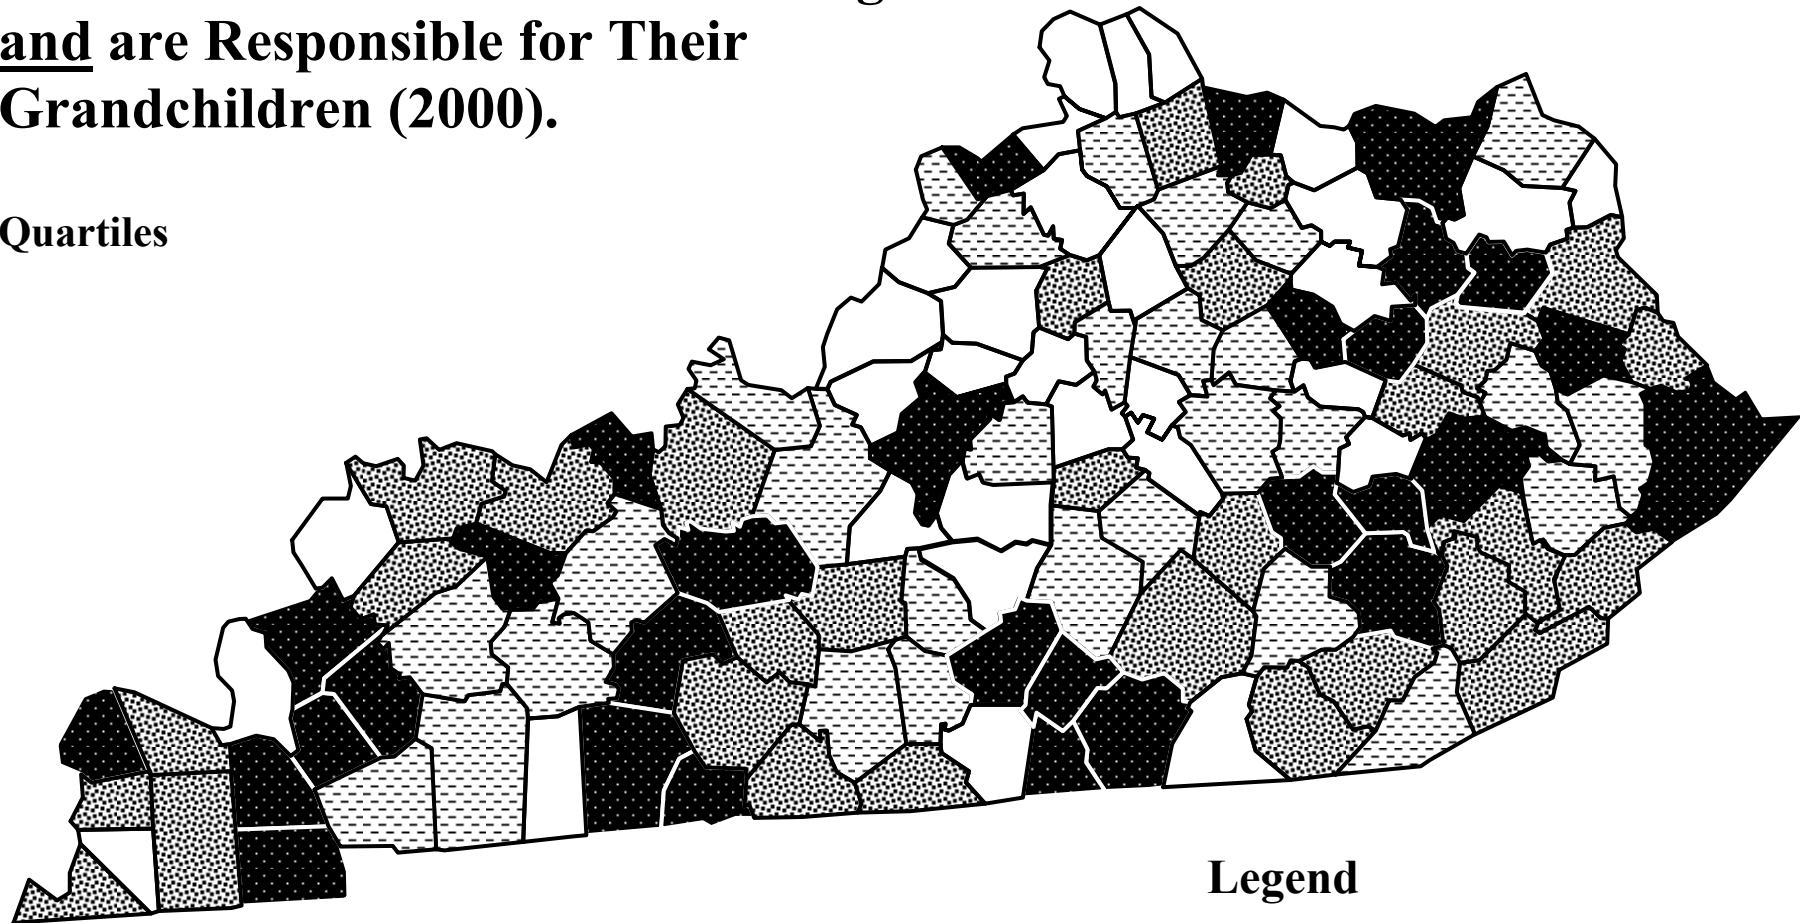 and are Responsible for Their
Grandchildren (2000).
Quartiles
Legend